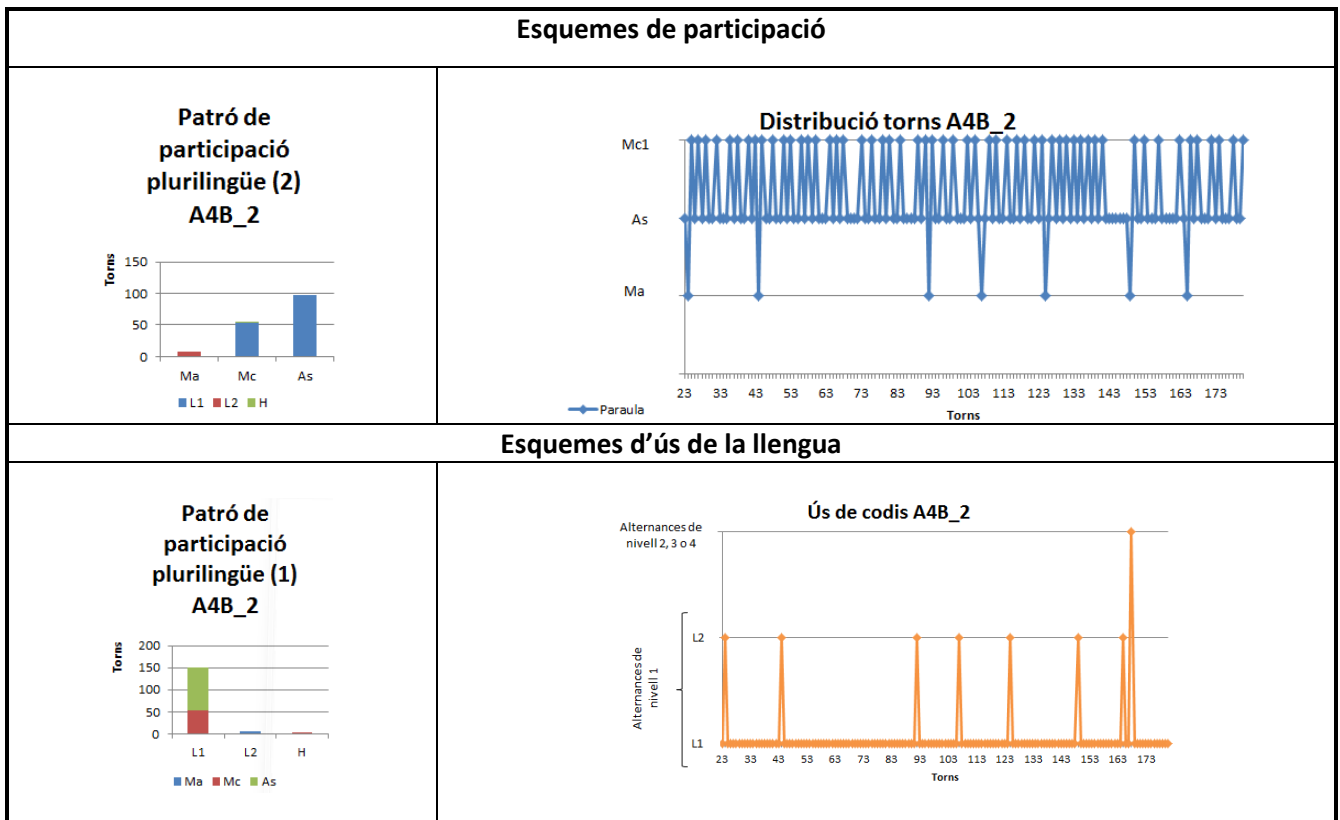 Esquemes de participació
Patró de
participació
plurilingüe (2)
A4B_2
Torns
150
100
50
0
Ma Mc As
L1 L2 H
Distribució torns A4B_2
Mc1
As
Ma
23 33 43 53 63 73 83 93 103 113 123 133 143 153 163 173
Paraula
Torns
Esquemes d'ús de la llengua
Patró de
participació
plurilingüe (1)
A4B_2
Torns
200
150
100
50
0
L1 L2 H
Ma Mc As
Ús de codis A4B_2
Alternances de
nivell 2, 3 o 4
Alternances de
nivell 1
L2
L1
23 33 43 53 63 73 83 93 103 113 123 133 143 153 163 173
Torns